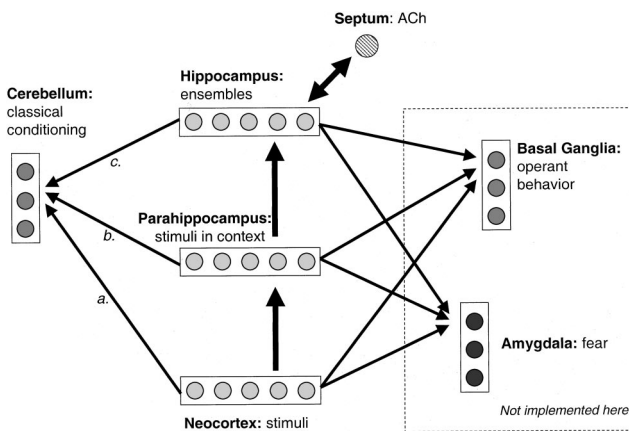 Septum: ACh
Hippocampus:
ensembles
Cerebellum:
classical
conditioning
c.
Basal Ganglia:
operant
behavior
Parahippocampus:
stimuli in context
b.
a.
Amygdala: fear
Not implemented here
Neocortex: stimuli